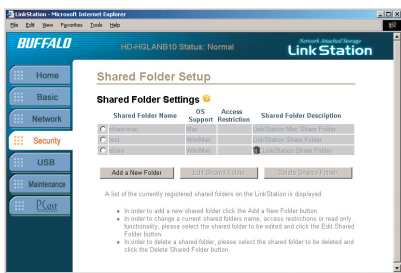 LinkStation - Microsoft Internet Explorer
File Edit View Favorites Tools Help
BUFFALO
HD-HGLANB10 Status: Normal
Network Attached Storage
LinkStation
Home
Basic
Network
Security
USB
Maintenance
PCast
Shared Folder Setup
Shared Folder Settings
Shared Folder Name OS Support Access Restriction Shared Folder Description
share-mac Mac LinkStation Mac Share Folder
test Win/Mac LinkStation Share Folder
share Win/Mac LinkStation Share Folder
Add a New Folder Edit Shared Folder Delete Shared Folder
A list of the currently registered shared folders on the LinkStation is displayed.
In order to add a new shared folder click the Add a New Folder button.
In order to change a current shared folders name, access restrictions or read only
functionality, please select the shared folder to be edited and click the Edit Shared
Folder button.
In order to delete a shared folder, please select the shared folder to be deleted and
click the Delete Shared Folder button.